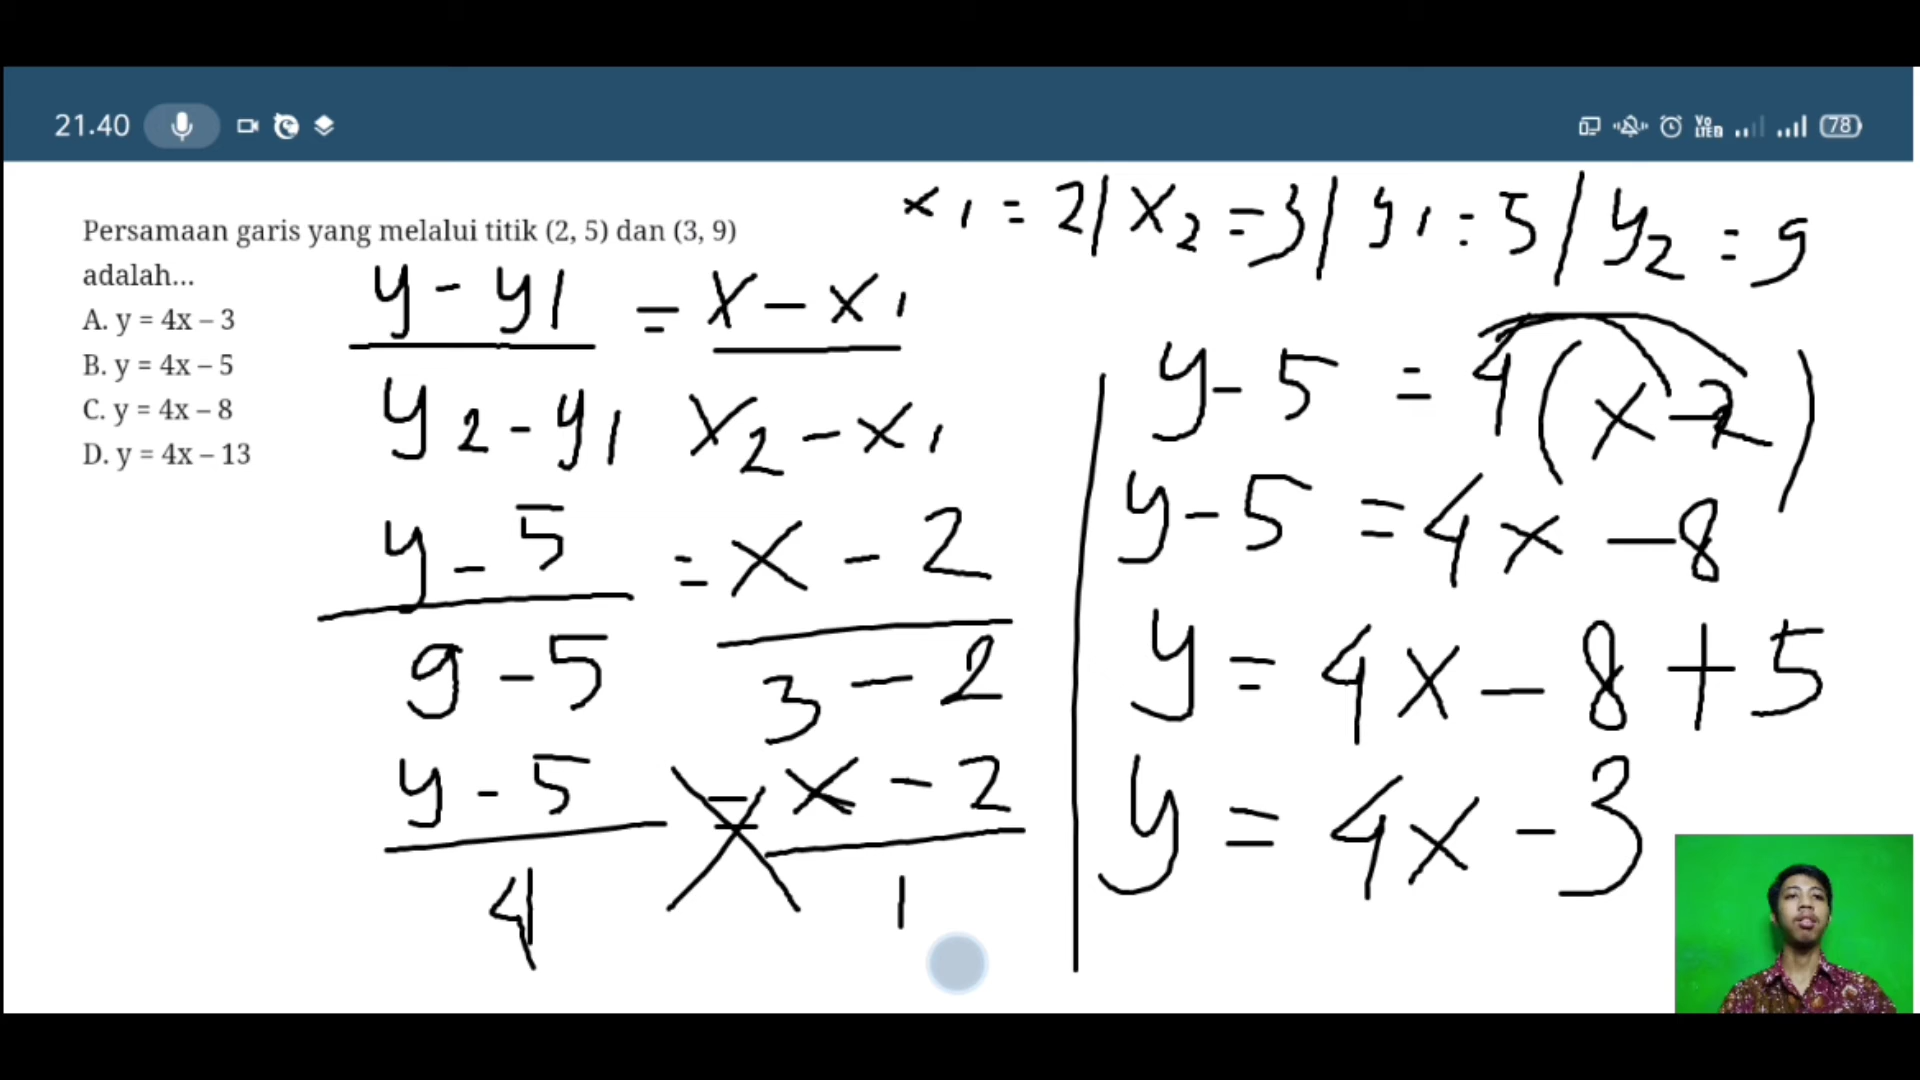 21.40
VoLTE2 78
Persamaan garis yang melalui titik (2, 5) dan (3, 9)
adalah...
A. y = 4x – 3
B. y = 4x – 5
C. y = 4x – 8
D. y = 4x – 13
x1 = 2 / x2 = 3 / y1 = 5 / y2 = 9
y - y1 = x - x1
y2 - y1 x2 - x1
y - 5 = x - 2
9 - 5 3 - 2
y - 5 = x - 2
4 1
y - 5 = 4(x - 2)
y - 5 = 4x - 8
y = 4x - 8 + 5
y = 4x - 3